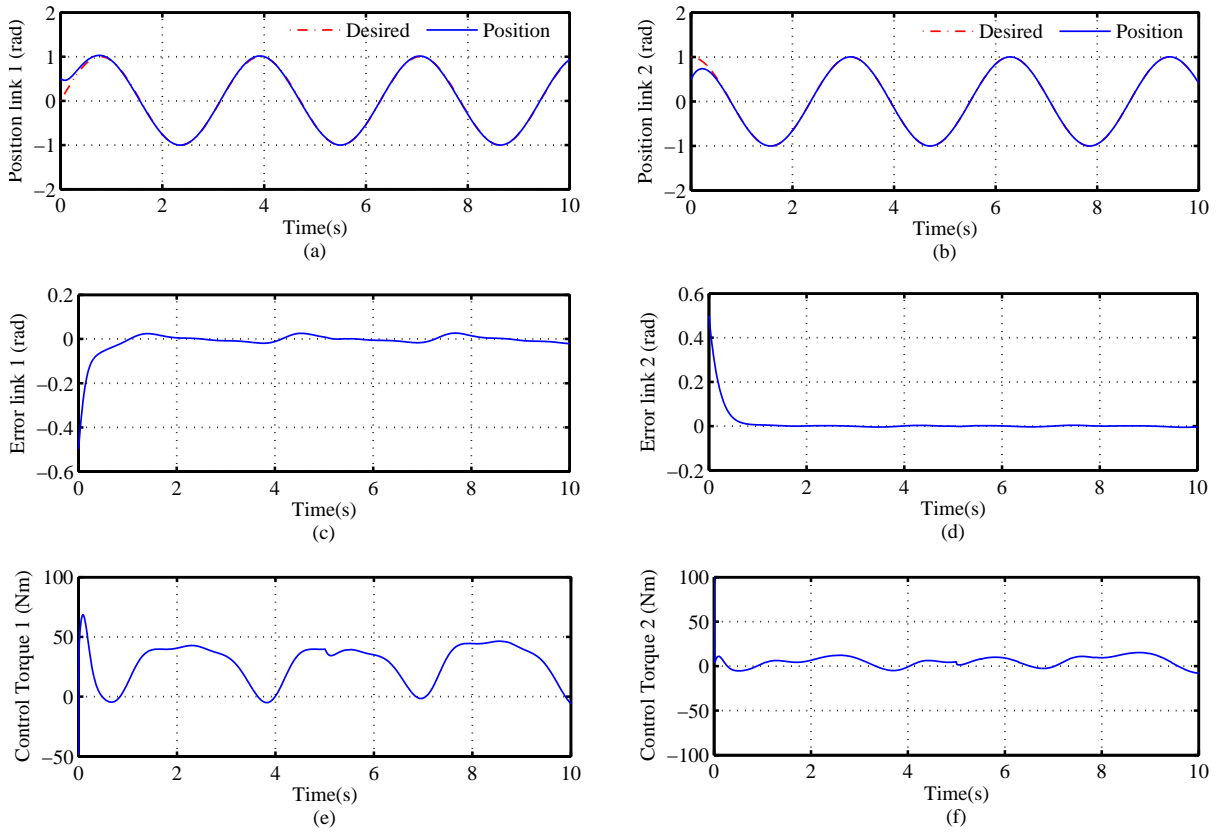 2
1
0
−1
−2
Position link 1 (rad)
Desired
Position
0
2
4
6
8
10
Time(s)
(a)
2
1
0
−1
−2
Position link 2 (rad)
Desired
Position
0
2
4
6
8
10
Time(s)
(b)
0.2
0
−0.2
−0.4
−0.6
Error link 1 (rad)
0
2
4
6
8
10
Time(s)
(c)
0.6
0.4
0.2
0
−0.2
Error link 2 (rad)
0
2
4
6
8
10
Time(s)
(d)
100
50
0
−50
Control Torque 1 (Nm)
0
2
4
6
8
10
Time(s)
(e)
100
50
0
−50
−100
Control Torque 2 (Nm)
0
2
4
6
8
10
Time(s)
(f)